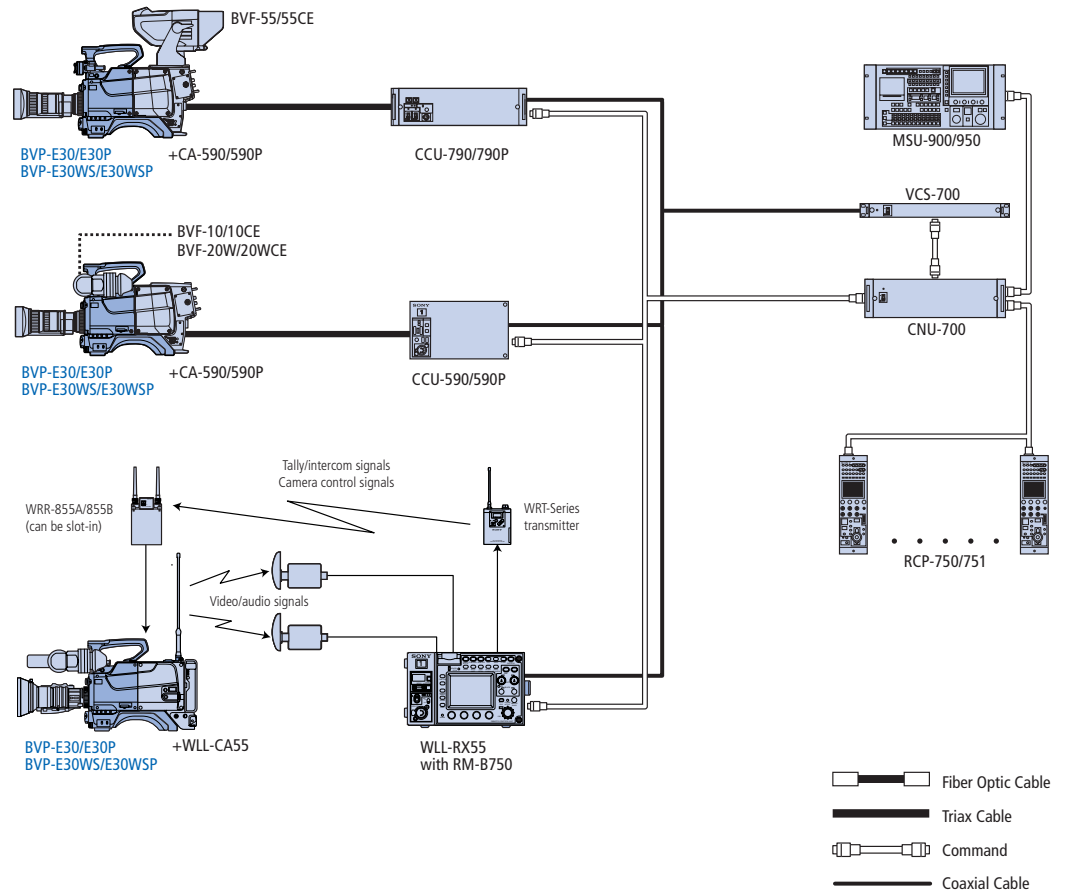 BVF-55/55CE
BVP-E30/E30P
BVP-E30WS/E30WSP
+CA-590/590P
CCU-790/790P
MSU-900/950
VCS-700
CNU-700
BVF-10/10CE
BVF-20W/20WCE
BVP-E30/E30P
BVP-E30WS/E30WSP
+CA-590/590P
SONY
1
CCU-590/590P
RCP-750/751
Tally/intercom signals
Camera control signals
WRR-855A/855B
(can be slot-in)
WRT-Series
transmitter
Video/audio signals
BVP-E30/E30P
BVP-E30WS/E30WSP
+WLL-CA55
SONY
WLL-RX55
with RM-B750
Fiber Optic Cable
Triax Cable
Command
Coaxial Cable